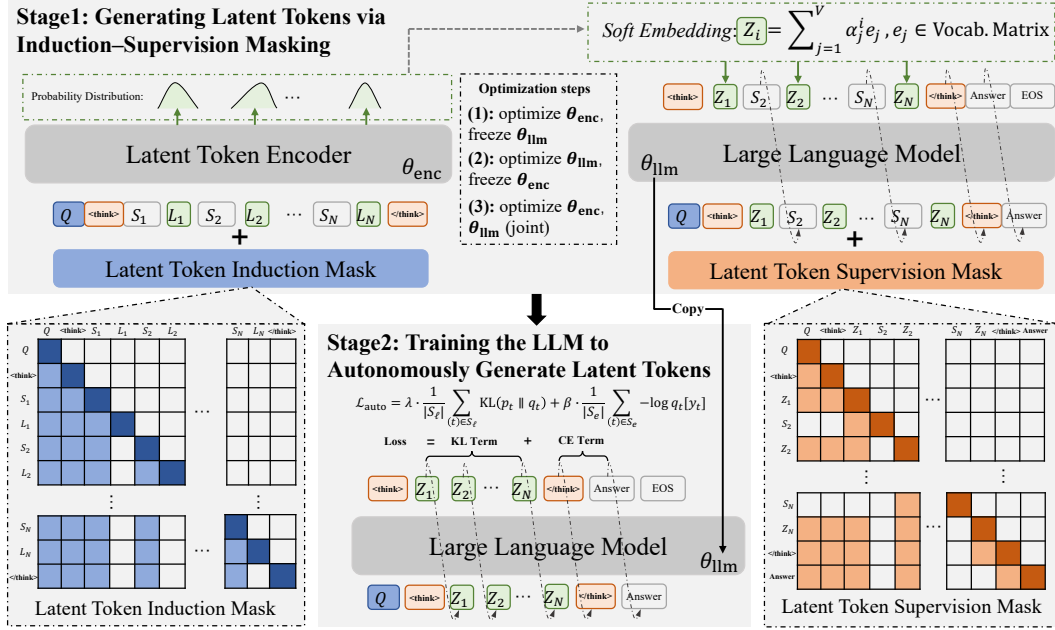 Stage1: Generating Latent Tokens via
Induction–Supervision Masking
Probability Distribution:
...
Latent Token Encoder
θ_enc
Q <think> S_1 L_1 S_2 L_2 ... S_N L_N </think>
+
Latent Token Induction Mask
Optimization steps
(1): optimize θ_enc,
freeze θ_llm
(2): optimize θ_llm,
freeze θ_enc
(3): optimize θ_enc,
θ_llm (joint)
Soft Embedding: Z_i = ∑_{j=1}^{V} α_j^i e_j , e_j ∈ Vocab. Matrix
<think> Z_1 S_2 Z_2 ... S_N Z_N </think> Answer EOS
Large Language Model
θ_llm
Q <think> Z_1 S_2 Z_2 ... S_N Z_N </think> Answer
+
Latent Token Supervision Mask
Copy
Q <think> S_1 L_1 S_2 L_2 S_N L_N </think>
Q
<think>
S_1
L_1
S_2
L_2
...
S_N
L_N
</think>
Latent Token Induction Mask
Stage2: Training the LLM to
Autonomously Generate Latent Tokens
ℒ_auto = λ · 1/|S_ℓ| ∑_{(t)∈S_ℓ} KL(p_t ∥ q_t) + β · 1/|S_e| ∑_{(t)∈S_e} −log q_t[y_t]
Loss = KL Term + CE Term
<think> Z_1 Z_2 ... Z_N </think> Answer EOS
Large Language Model
θ_llm
Q <think> Z_1 Z_2 ... Z_N </think> Answer
Q <think> Z_1 S_2 Z_2 S_N Z_N </think> Answer
Q
<think>
Z_1
S_2
Z_2
...
S_N
Z_N
</think>
Answer
Latent Token Supervision Mask